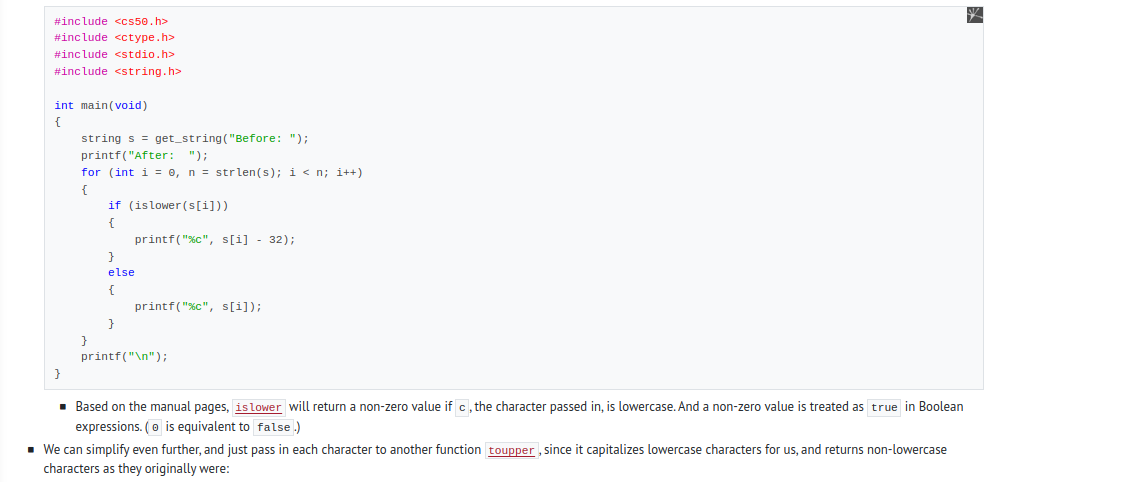 #include <cs50.h>
#include <ctype.h>
#include <stdio.h>
#include <string.h>

int main(void)
{
    string s = get_string("Before: ");
    printf("After:  ");
    for (int i = 0, n = strlen(s); i < n; i++)
    {
        if (islower(s[i]))
        {
            printf("%c", s[i] - 32);
        }
        else
        {
            printf("%c", s[i]);
        }
    }
    printf("\n");
}
▪ Based on the manual pages, islower will return a non-zero value if c, the character passed in, is lowercase. And a non-zero value is treated as true in Boolean
expressions. (0 is equivalent to false.)
▪ We can simplify even further, and just pass in each character to another function toupper, since it capitalizes lowercase characters for us, and returns non-lowercase
characters as they originally were: